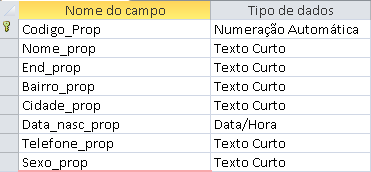 Nome do campo Tipo de dados
Codigo_Prop Numeração Automática
Nome_prop Texto Curto
End_prop Texto Curto
Bairro_prop Texto Curto
Cidade_prop Texto Curto
Data_nasc_prop Data/Hora
Telefone_prop Texto Curto
Sexo_prop Texto Curto